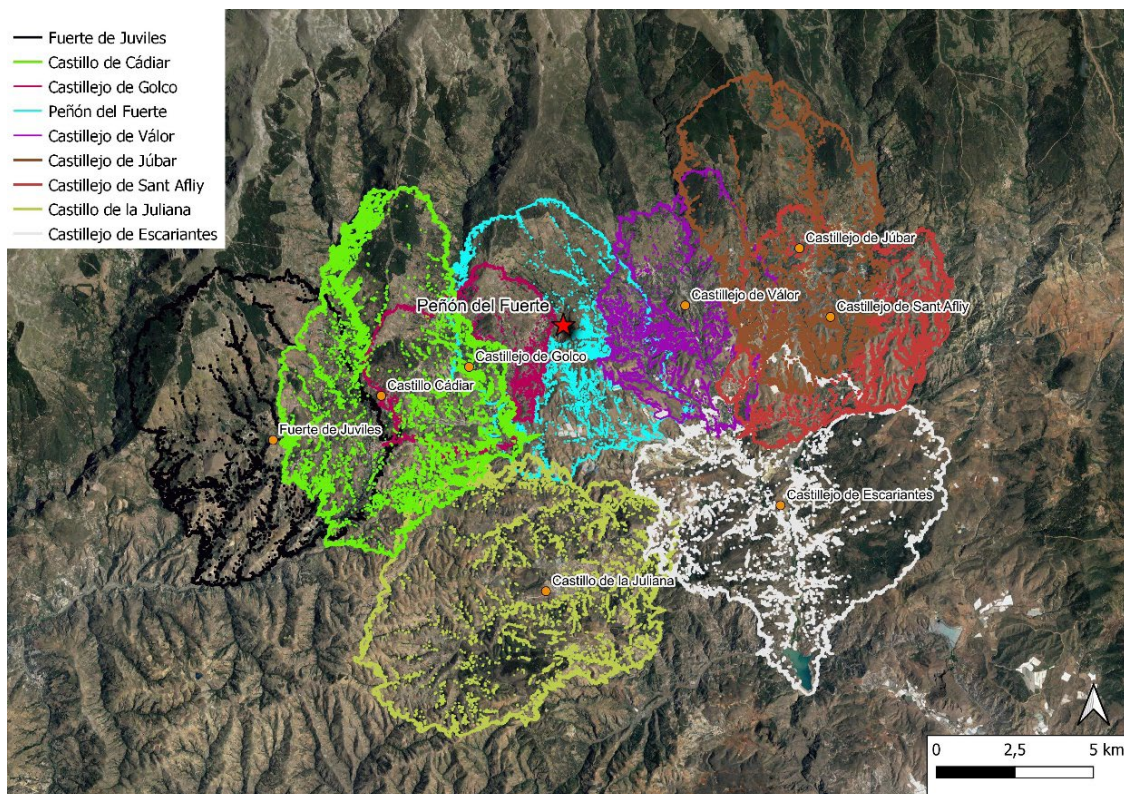 Fuerte de Juviles
Castillo de Cádiar
Castillejo de Golco
Peñón del Fuerte
Castillejo de Válor
Castillejo de Júbar
Castillejo de Sant Afliy
Castillo de la Juliana
Castillejo de Escariantes
Castillejo de Júbar
Peñón del Fuerte
Castillejo de Válor
Castillejo de Sant Afliy
Castillejo de Golco
Castillo Cádiar
Fuerte de Juviles
Castillejo de Escariantes
Castillo de la Juliana
0 2,5 5 km